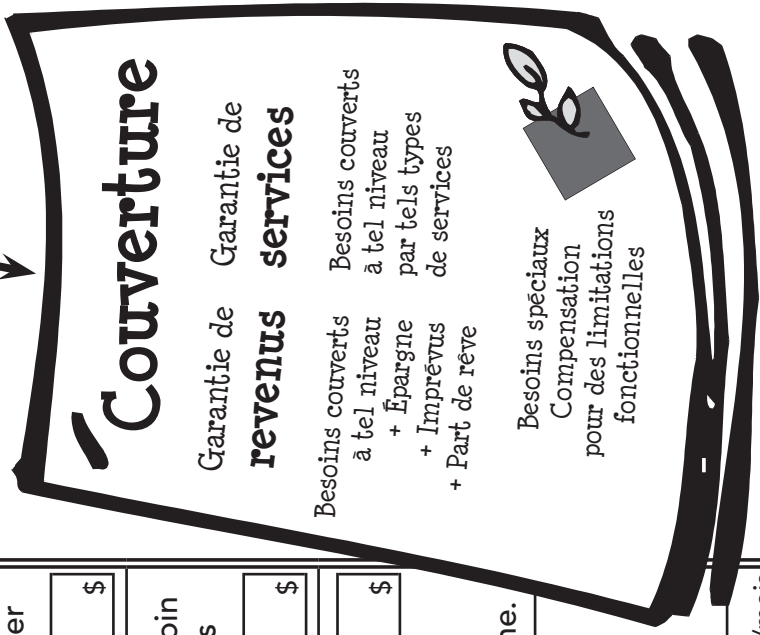 Couverture
Garantie de
revenus
Garantie de
services
Besoins couverts
à tel niveau
+ Épargne
+ Imprévus
+ Part de rêve
Besoins couverts
à tel niveau
par tels types
de services
Besoins spéciaux
Compensation
pour des limitations
fonctionnelles
$
$
$